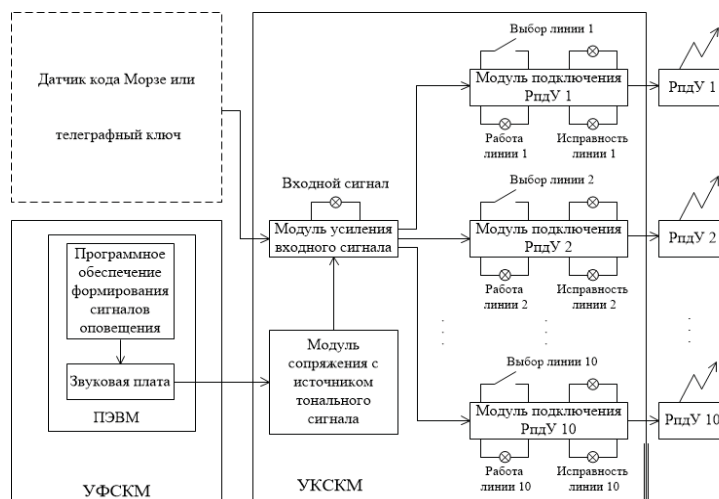 Датчик кода Морзе или
телеграфный ключ
Программное
обеспечение
формирования
сигналов
оповещения
Звуковая плата
ПЭВМ
УФСКМ
Входной сигнал
Модуль усиления
входного сигнала
Модуль
сопряжения с
источником
тонального
сигнала
УКСКМ
Выбор линии 1
Модуль подключения
РпдУ 1
Работа
линии 1
Исправность
линии 1
РпдУ 1
Выбор линии 2
Модуль подключения
РпдУ 2
Работа
линии 2
Исправность
линии 2
РпдУ 2
Выбор линии 10
Модуль подключения
РпдУ 10
Работа
линии 10
Исправность
линии 10
РпдУ 10